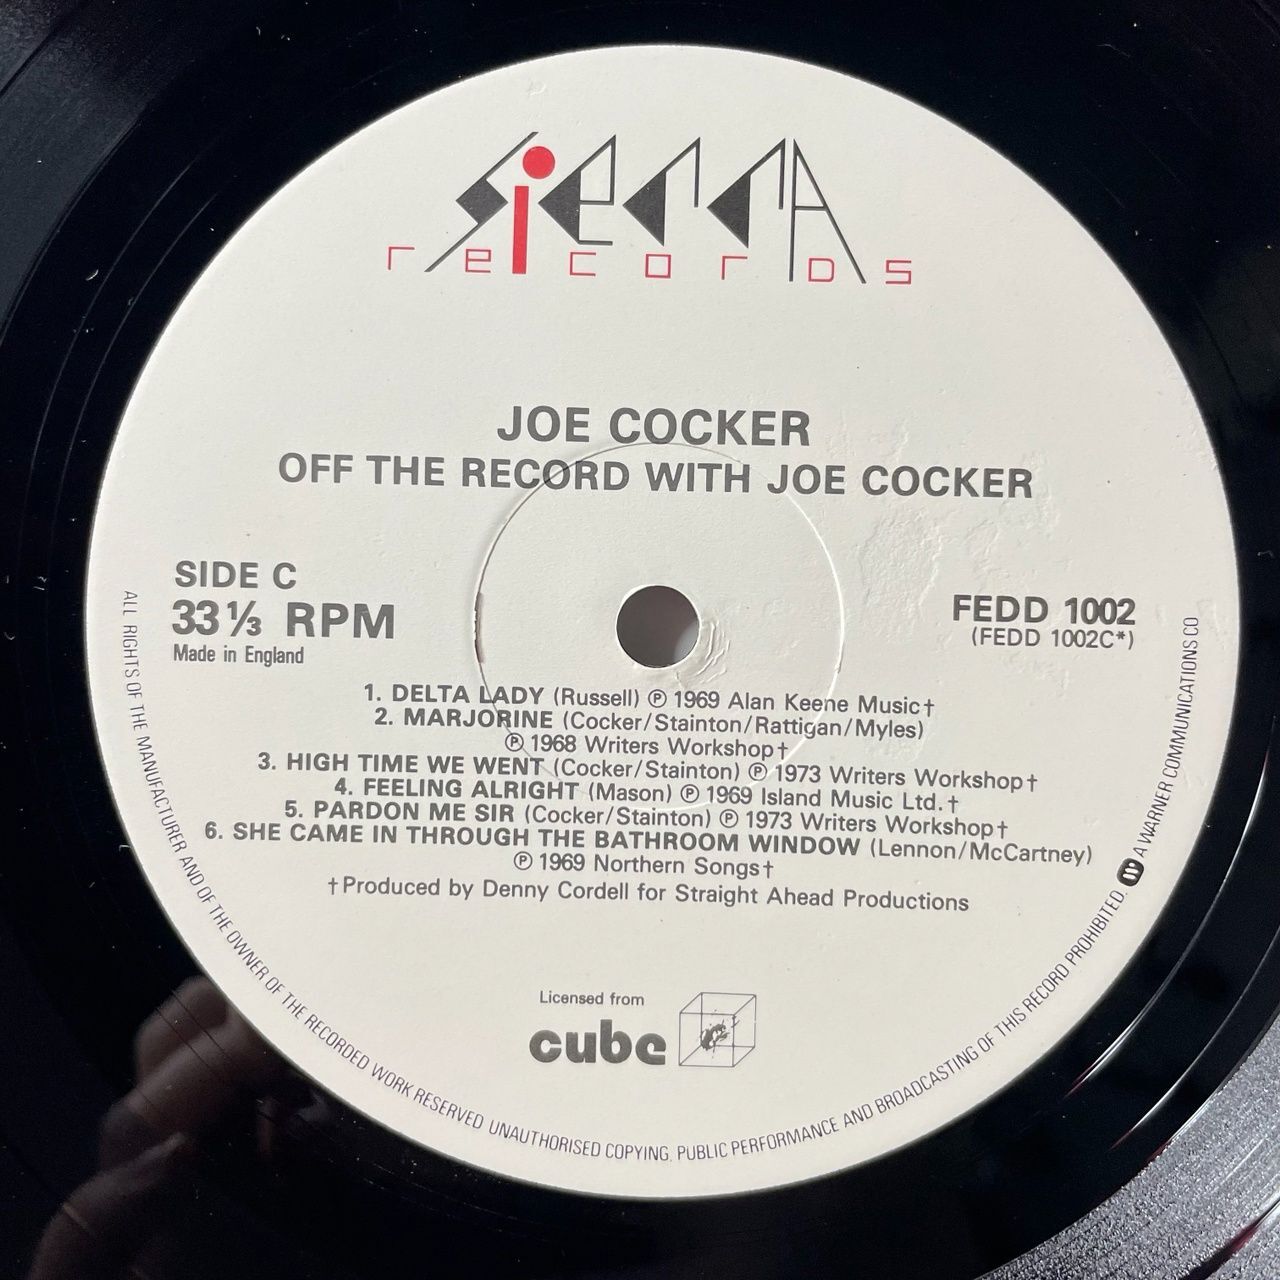 sierra
records
JOE COCKER
OFF THE RECORD WITH JOE COCKER
SIDE C
33⅓ RPM
Made in England
FEDD 1002
(FEDD 1002C*)
1. DELTA LADY (Russell) ℗ 1969 Alan Keene Music†
2. MARJORINE (Cocker/Stainton/Rattigan/Myles)
℗ 1968 Writers Workshop†
3. HIGH TIME WE WENT (Cocker/Stainton) ℗ 1973 Writers Workshop†
4. FEELING ALRIGHT (Mason) ℗ 1969 Island Music Ltd.†
5. PARDON ME SIR (Cocker/Stainton) ℗ 1973 Writers Workshop†
6. SHE CAME IN THROUGH THE BATHROOM WINDOW (Lennon/McCartney)
℗ 1969 Northern Songs†
†Produced by Denny Cordell for Straight Ahead Productions
Licensed from
cube
ALL RIGHTS OF THE MANUFACTURER AND OF THE OWNER OF THE RECORDED WORK RESERVED UNAUTHORISED COPYING, PUBLIC PERFORMANCE AND BROADCASTING OF THIS RECORD PROHIBITED. A WARNER COMMUNICATIONS CO